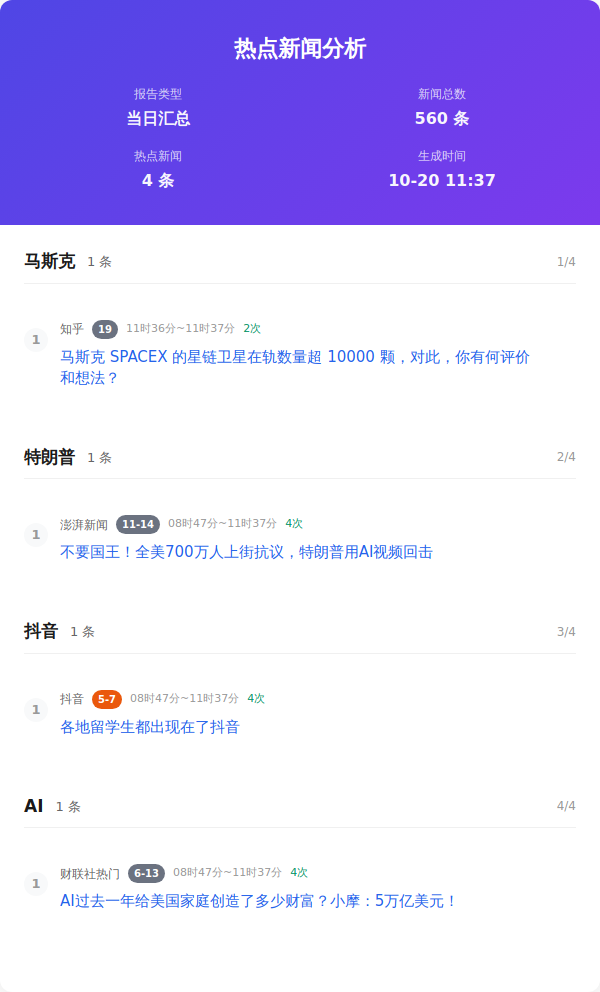 热点新闻分析
报告类型
新闻总数
当日汇总
560 条
热点新闻
生成时间
4 条
10-20 11:37
马斯克 1 条 1/4
1 知乎 19 11时36分~11时37分 2次
马斯克 SPACEX 的星链卫星在轨数量超 10000 颗，对此，你有何评价
和想法？
特朗普 1 条 2/4
1 澎湃新闻 11-14 08时47分~11时37分 4次
不要国王！全美700万人上街抗议，特朗普用AI视频回击
抖音 1 条 3/4
1 抖音 5-7 08时47分~11时37分 4次
各地留学生都出现在了抖音
AI 1 条 4/4
1 财联社热门 6-13 08时47分~11时37分 4次
AI过去一年给美国家庭创造了多少财富？小摩：5万亿美元！